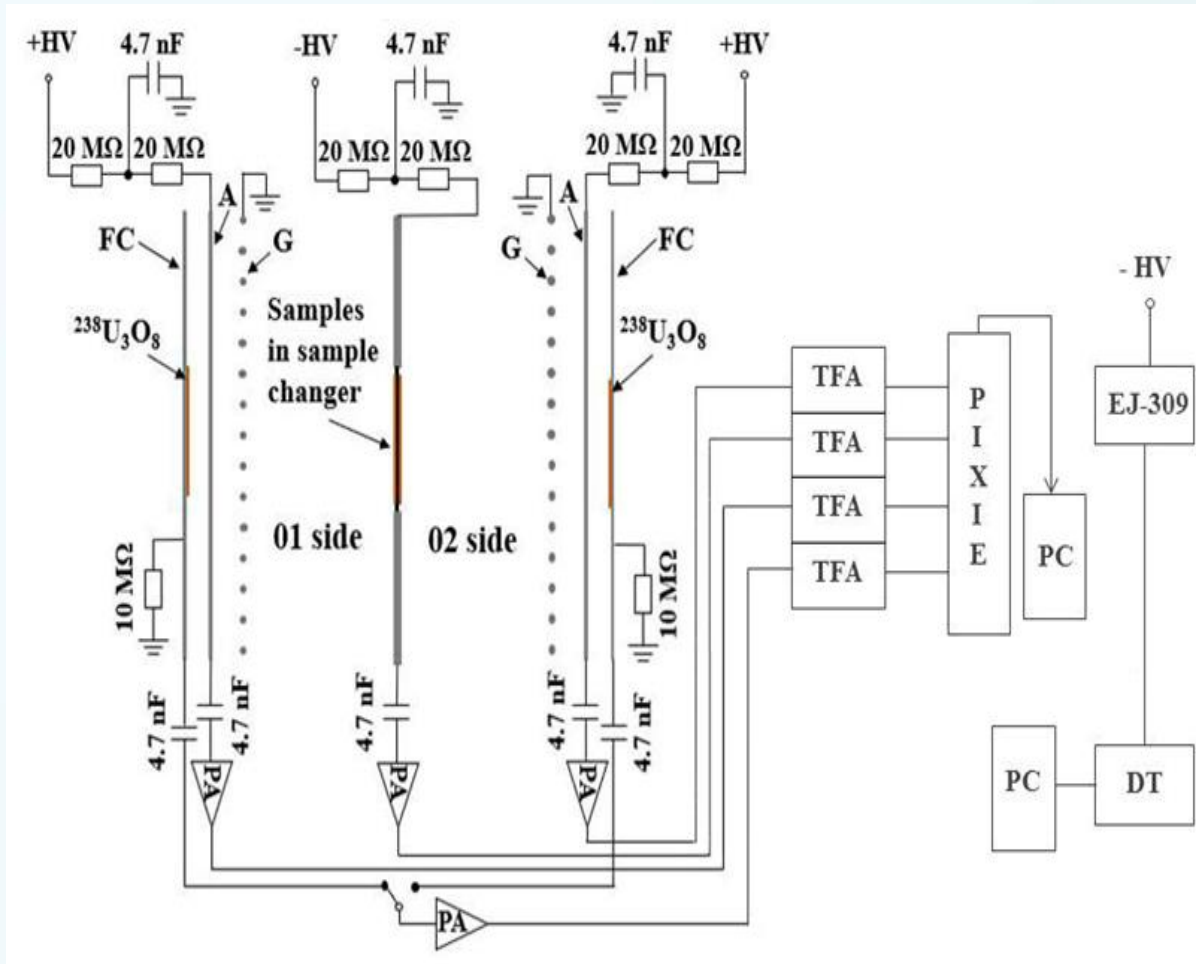 +HV
4.7 nF
-HV
4.7 nF
4.7 nF
+HV
20 MΩ 20 MΩ
20 MΩ 20 MΩ
20 MΩ 20 MΩ
A
A
FC
G
G
FC
- HV
238U3O8
Samples
in sample
changer
238U3O8
TFA
TFA
TFA
TFA
P
I
X
I
E
EJ-309
PC
01 side
02 side
10 MΩ
10 MΩ
4.7 nF
4.7 nF
4.7 nF
4.7 nF
4.7 nF
PA
PA
PA
PC
DT
PA